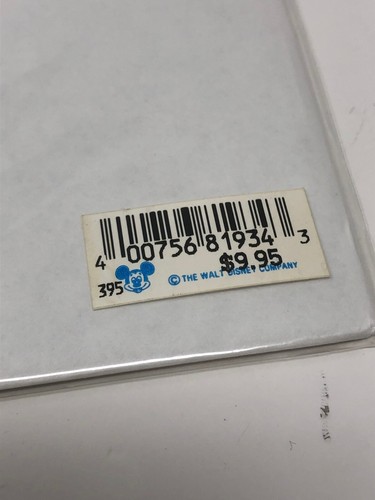 4 00756 81934 3
$9.95
395 © THE WALT DISNEY COMPANY